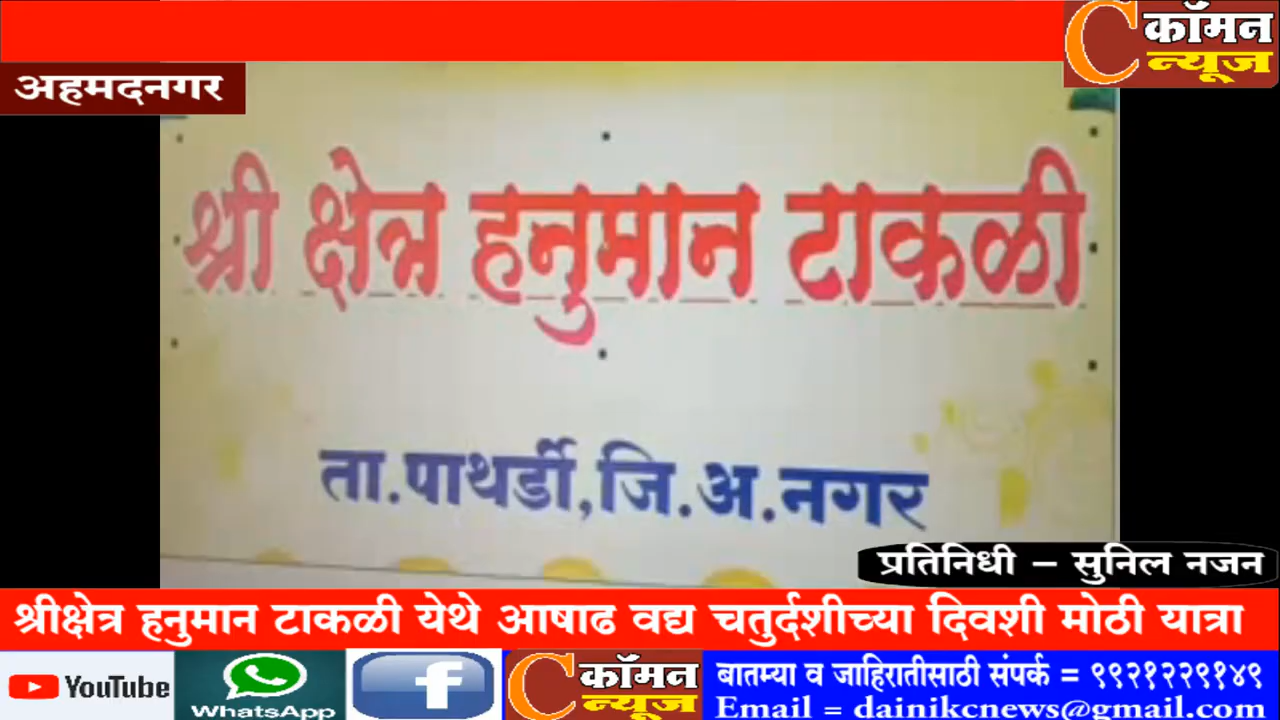 कॉमन
न्यूज
अहमदनगर
श्री क्षेत्र हनुमान टाकळी
ता.पाथर्डी,जि.अ.नगर
प्रतिनिधी – सुनिल नजन
श्रीक्षेत्र हनुमान टाकळी येथे आषाढ वद्य चतुर्दशीच्या दिवशी मोठी यात्रा
YouTube
WhatsApp
कॉमन
न्यूज
बातम्या व जाहिरातीसाठी संपर्क = ९९२१२२९१४९
Email = dainikcnews@gmail.com